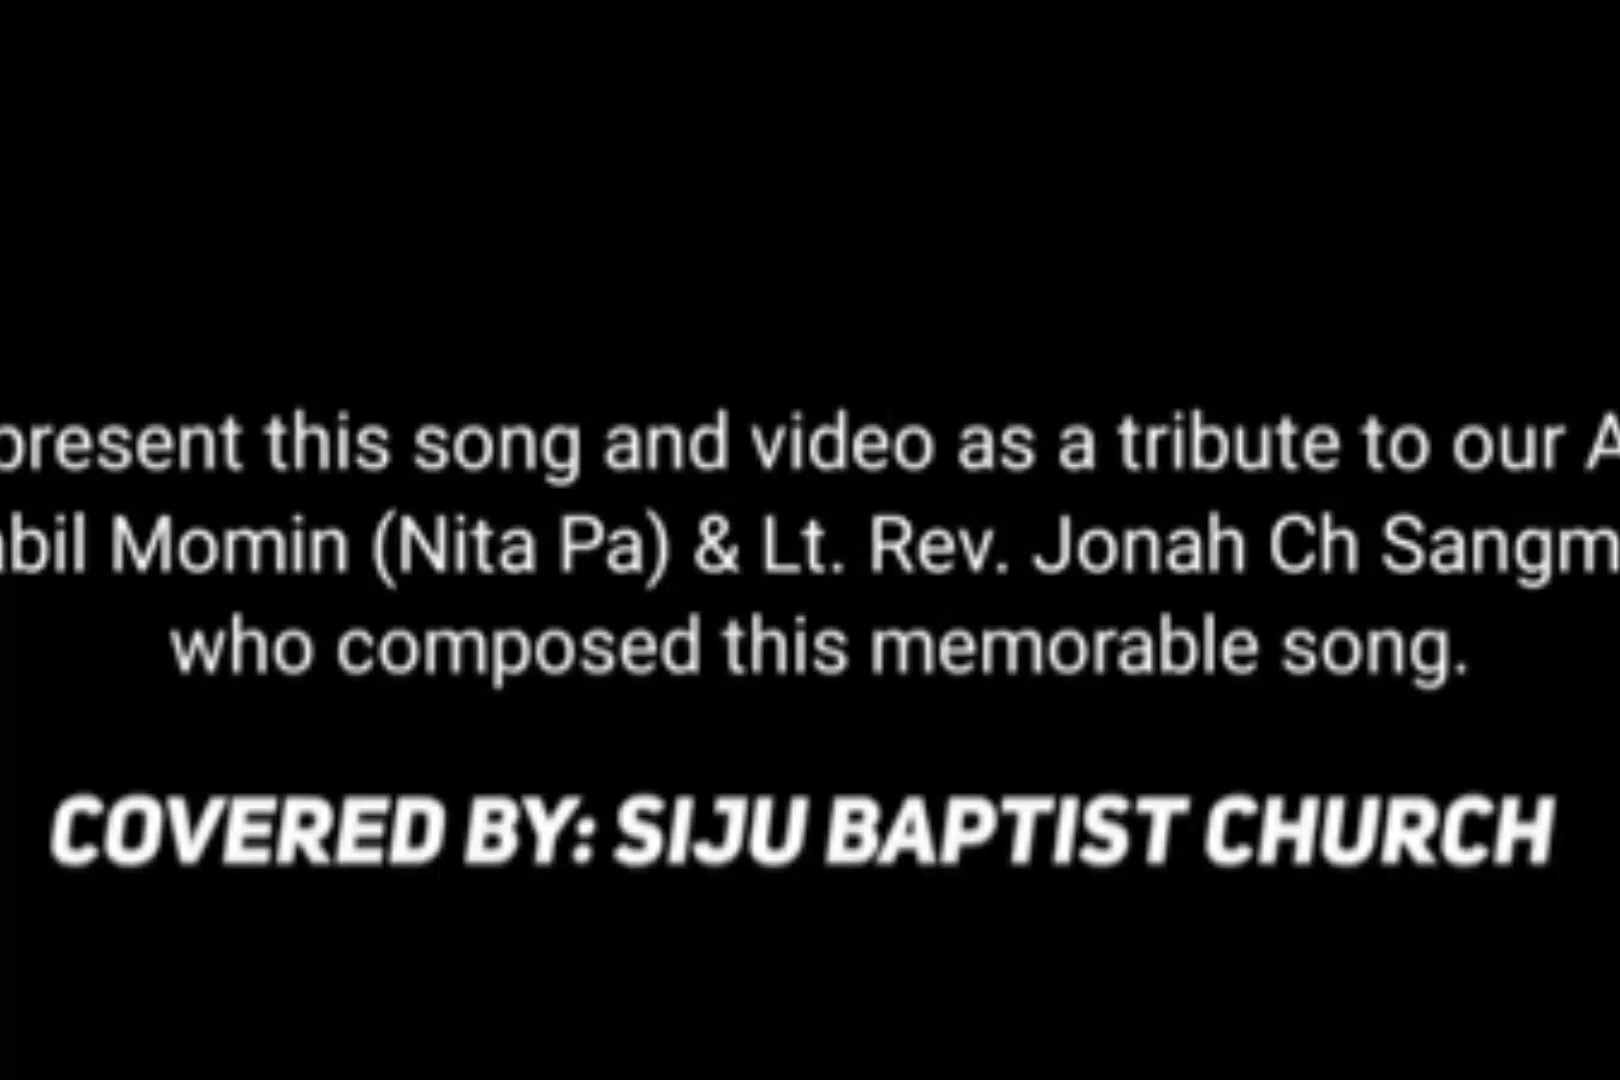 present this song and video as a tribute to our
Momin (Nita Pa) & Lt. Rev. Jonah Ch
who composed this memorable song.
COVERED BY: SIJU BAPTIST CHURCH